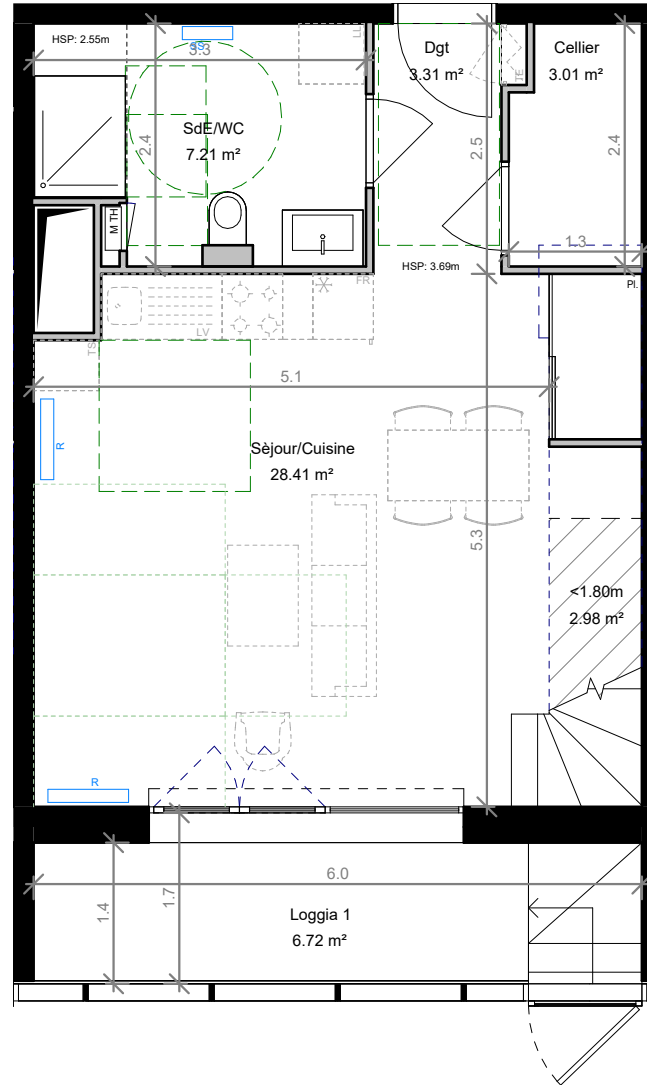 HSP: 2.55m
SS
3.3
LL
Dgt
3.31 m²
TE
Cellier
3.01 m²
SdE/WC
7.21 m²
2.4
2.5
2.4
M TH
1.3
HSP: 3.69m
FR
Pl.
LV
TS
5.1
R
Sèjour/Cuisine
28.41 m²
5.3
<1.80m
2.98 m²
R
6.0
1.4
1.7
Loggia 1
6.72 m²